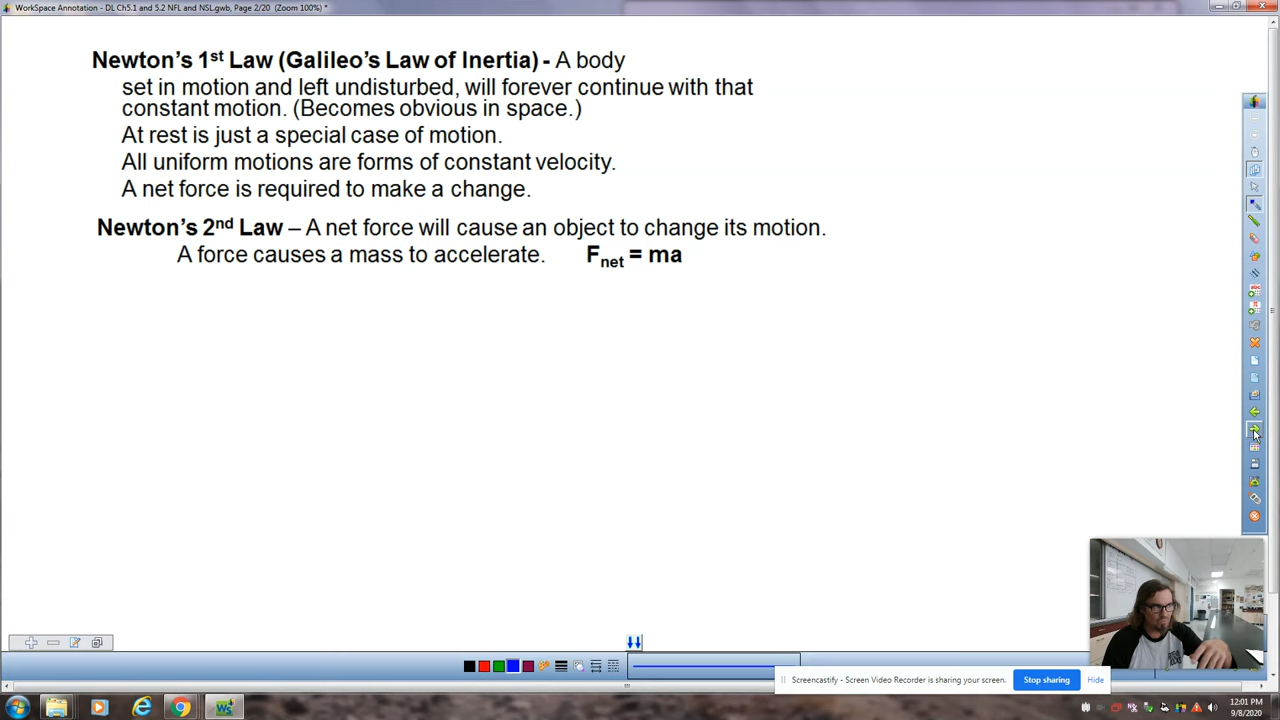 WorkSpace Annotation - DL Ch5.1 and 5.2 NFL and NSL.gwb, Page 2/20 (Zoom 100%) *
Newton's 1st Law (Galileo's Law of Inertia) - A body
set in motion and left undisturbed, will forever continue with that
constant motion. (Becomes obvious in space.)
At rest is just a special case of motion.
All uniform motions are forms of constant velocity.
A net force is required to make a change.
Newton's 2nd Law – A net force will cause an object to change its motion.
A force causes a mass to accelerate. Fnet = ma
Screencastify - Screen Video Recorder is sharing your screen. Stop sharing Hide
12:01 PM
9/8/2020